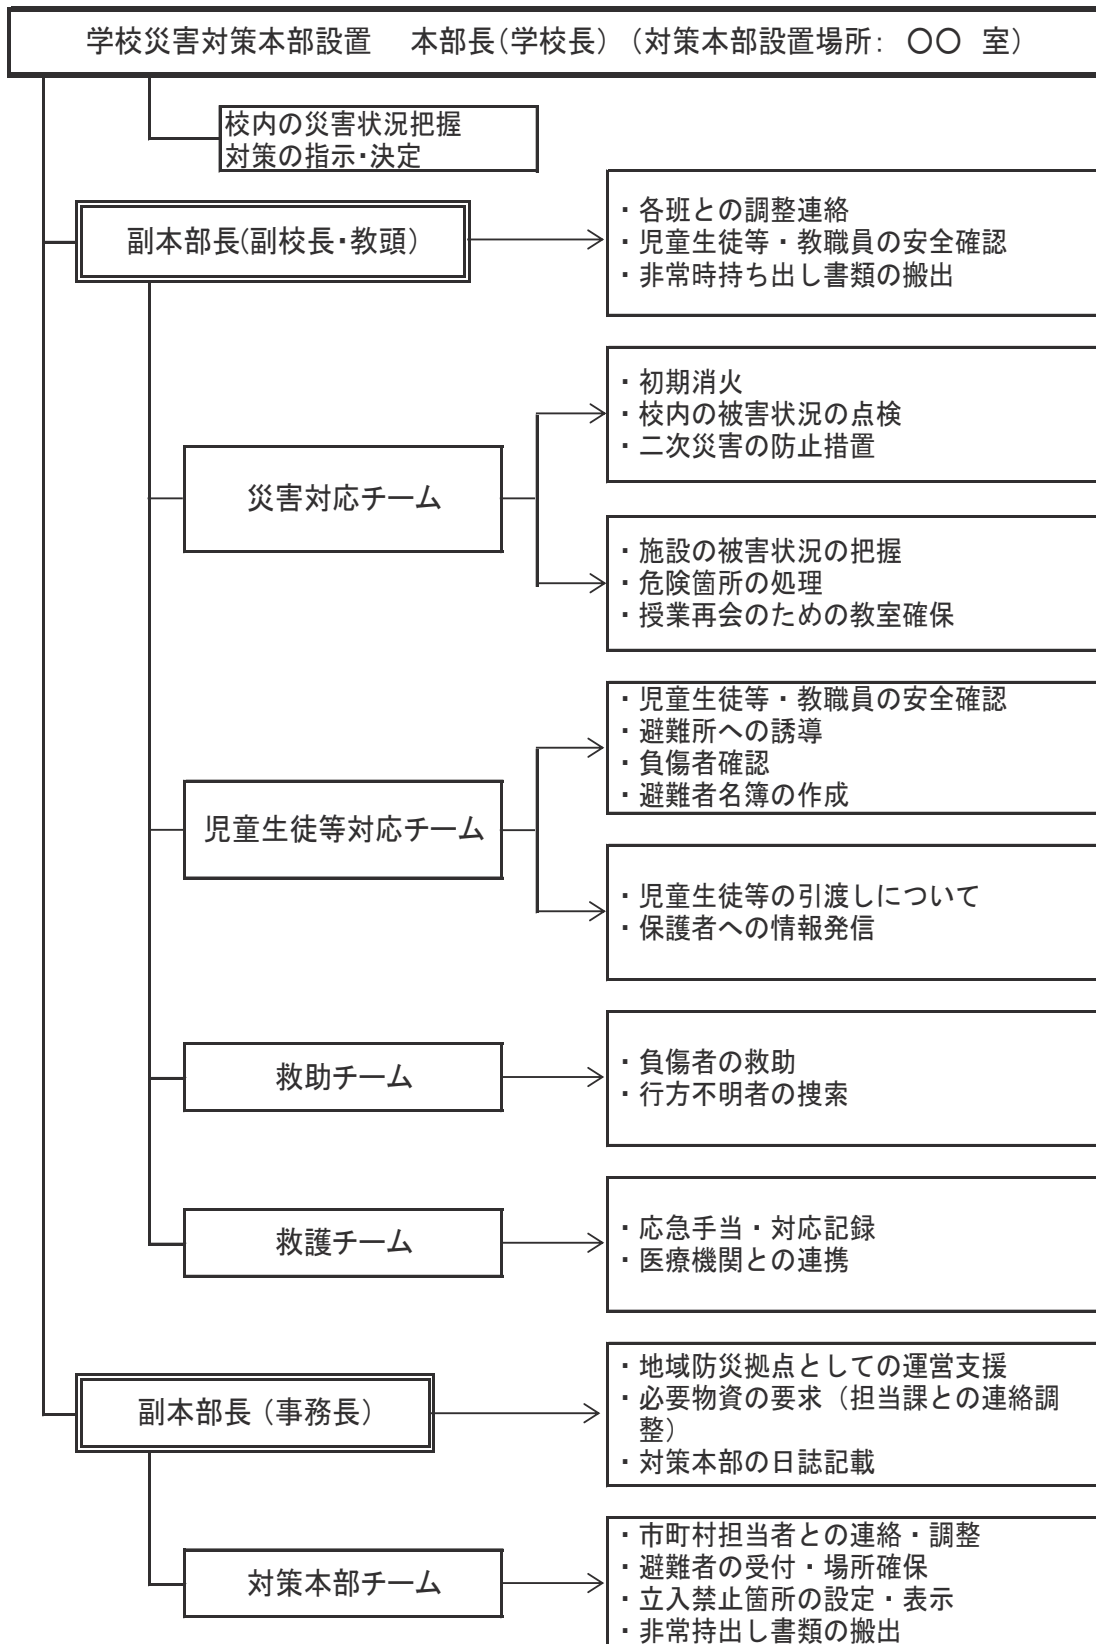 学校災害対策本部設置　本部長(学校長)（対策本部設置場所：　〇〇　室）
校内の災害状況把握
対策の指示・決定
副本部長(副校長・教頭)
・各班との調整連絡
・児童生徒等・教職員の安全確認
・非常時持ち出し書類の搬出
災害対応チーム
・初期消火
・校内の被害状況の点検
・二次災害の防止措置
・施設の被害状況の把握
・危険箇所の処理
・授業再会のための教室確保
児童生徒等対応チーム
・児童生徒等・教職員の安全確認
・避難所への誘導
・負傷者確認
・避難者名簿の作成
・児童生徒等の引渡しについて
・保護者への情報発信
救助チーム
・負傷者の救助
・行方不明者の捜索
救護チーム
・応急手当・対応記録
・医療機関との連携
副本部長（事務長）
・地域防災拠点としての運営支援
・必要物資の要求（担当課との連絡調
整）
・対策本部の日誌記載
対策本部チーム
・市町村担当者との連絡・調整
・避難者の受付・場所確保
・立入禁止箇所の設定・表示
・非常持出し書類の搬出